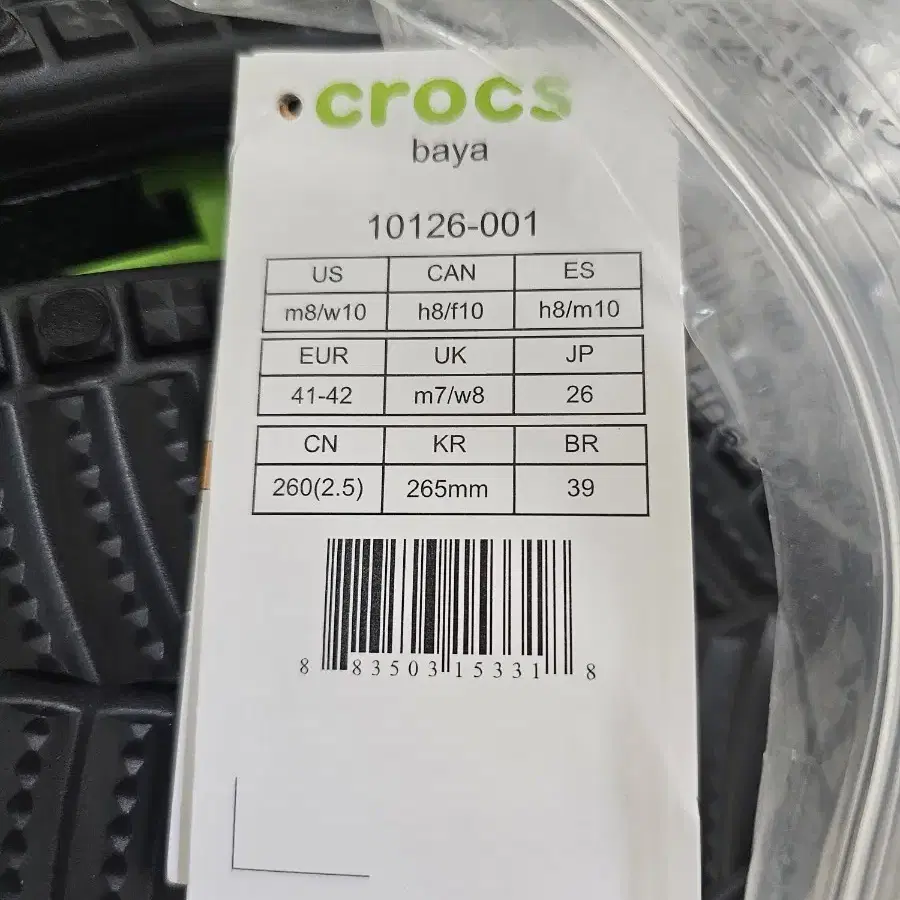 crocs
baya
10126-001
US CAN ES
m8/w10 h8/f10 h8/m10
EUR UK JP
41-42 m7/w8 26
CN KR BR
260(2.5) 265mm 39
8 83503 15331 8